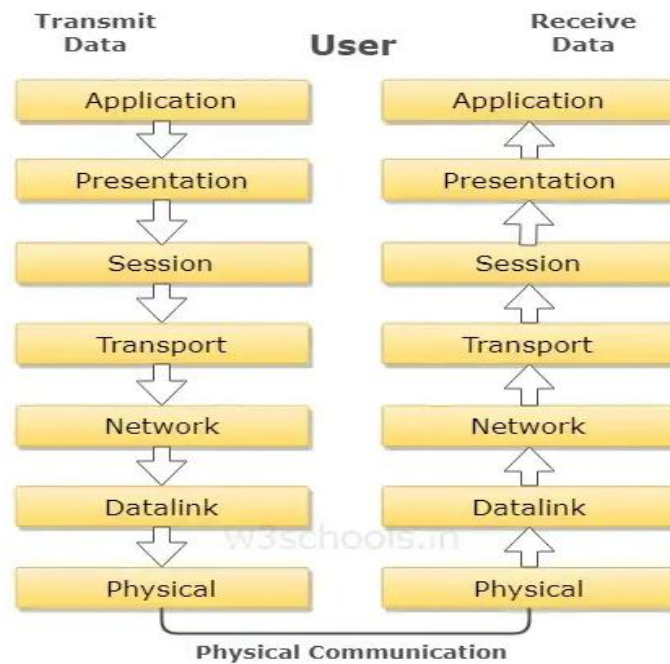 Transmit
Data
User
Receive
Data
Application
Application
Presentation
Presentation
Session
Session
Transport
Transport
Network
Network
Datalink
Datalink
w3schools.in
Physical
Physical
Physical Communication